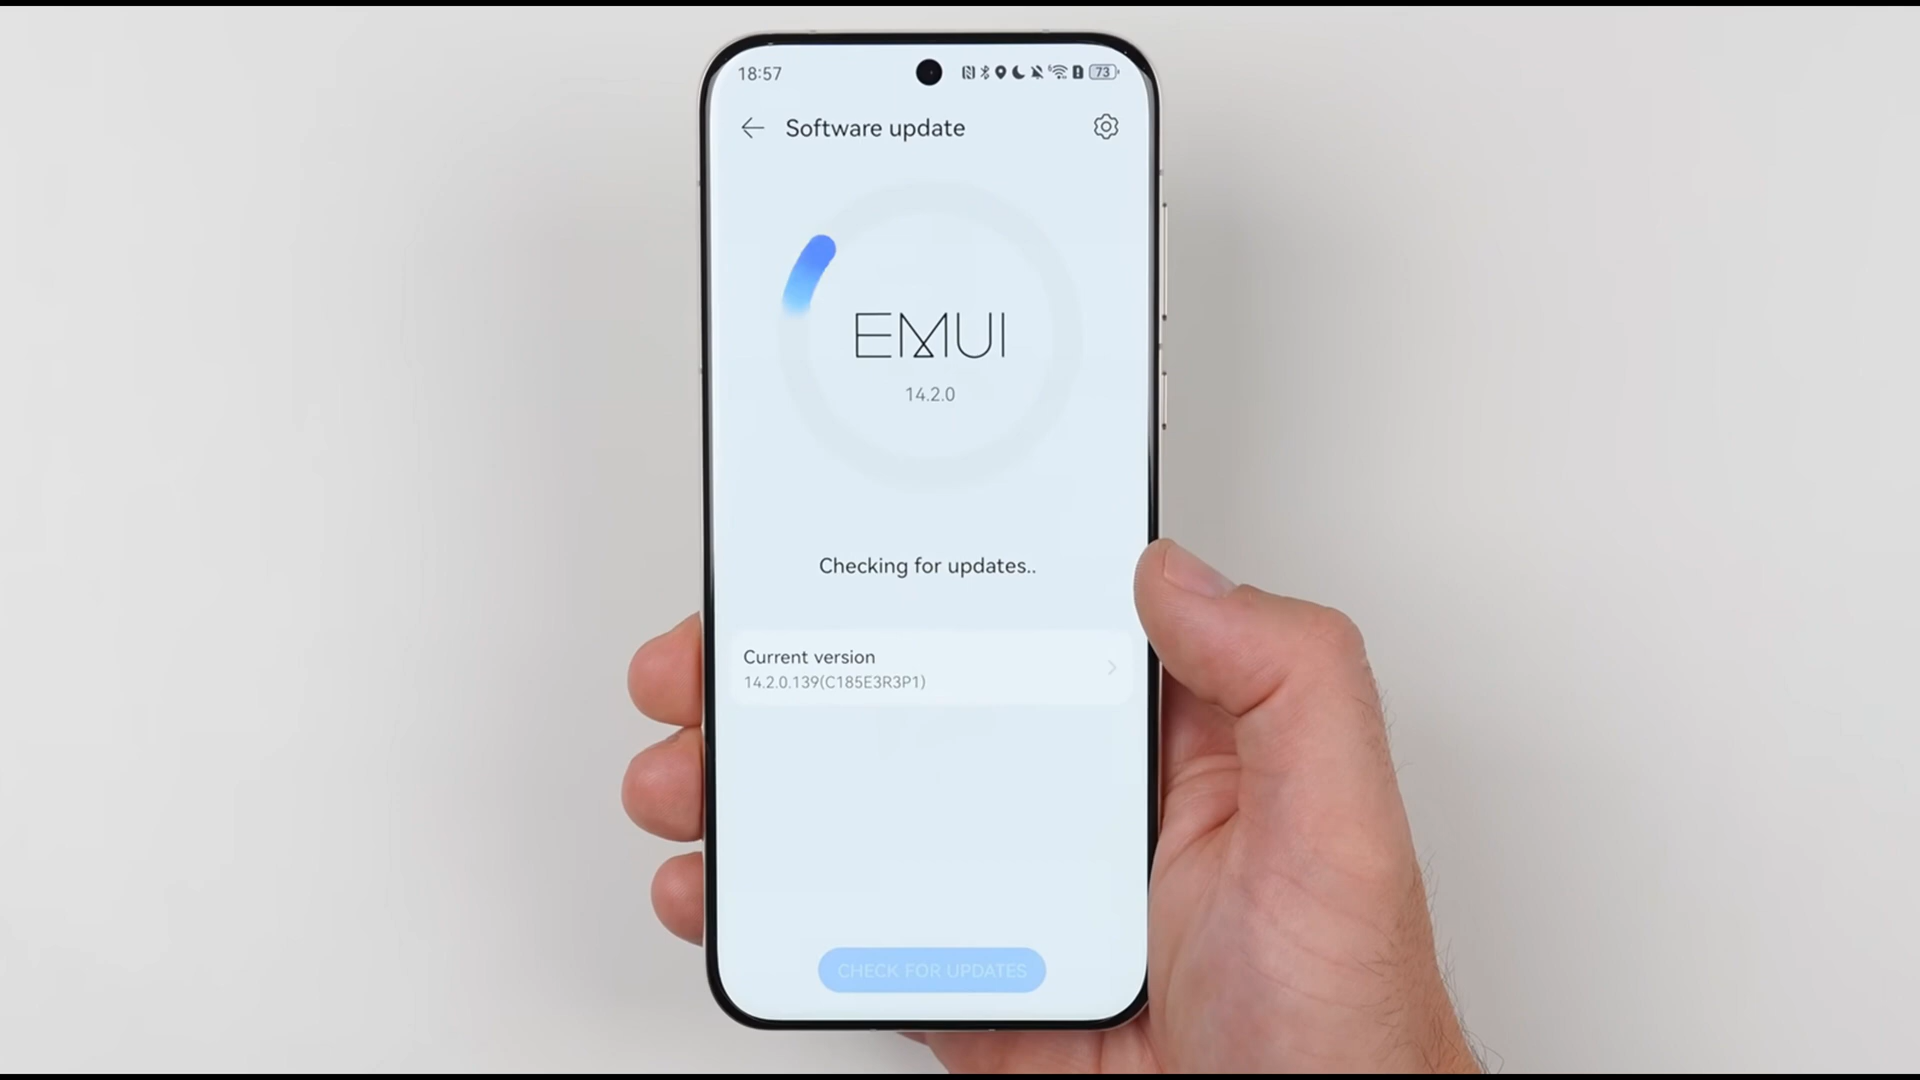 18:57
73
Software update
EMUI
14.2.0
Checking for updates..
Current version
14.2.0.139(C185E3R3P1)
CHECK FOR UPDATES